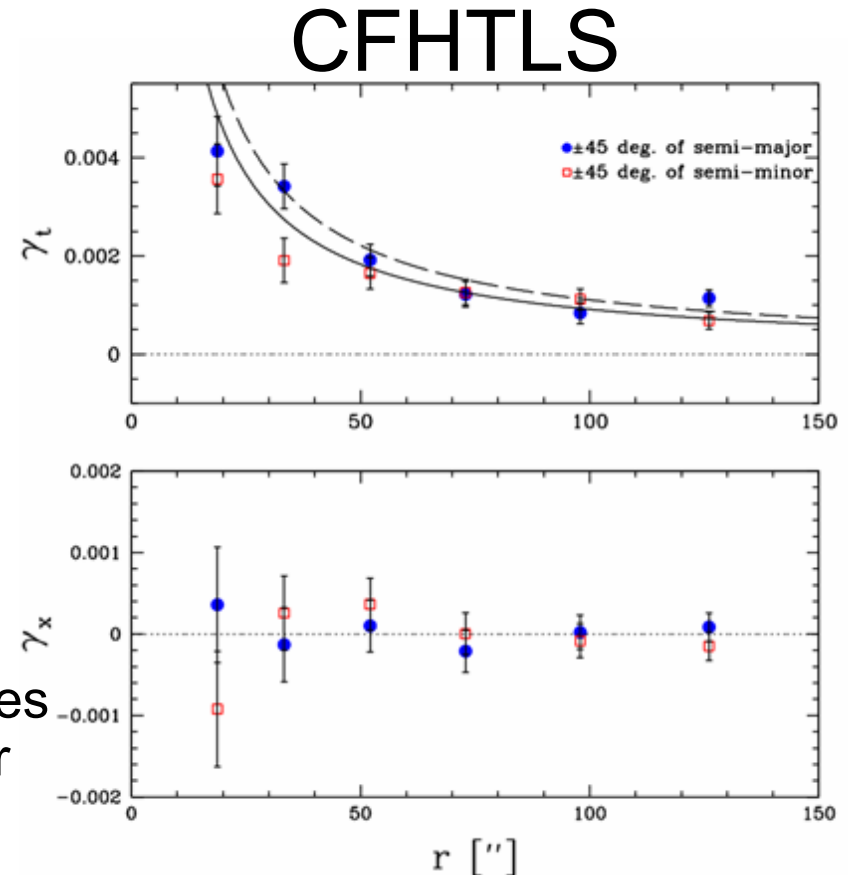 CFHTLS
γt
0.004
0.002
0
±45 deg. of semi-major
±45 deg. of semi-minor
0 50 100 150
γx
0.002
0.001
0
-0.001
-0.002
es
r
0 50 100 150
r ["]